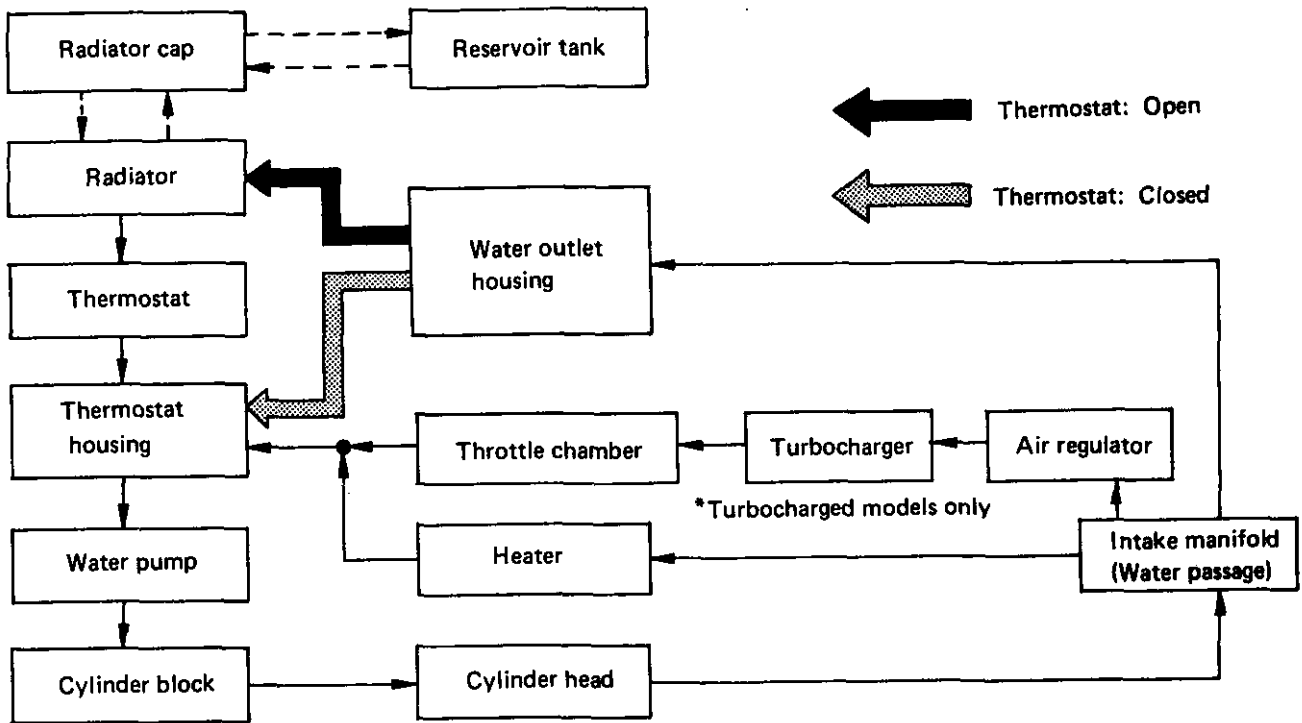 Radiator cap
Reservoir tank
Thermostat: Open
Radiator
Thermostat: Closed
Water outlet
housing
Thermostat
Thermostat
housing
Throttle chamber
Turbocharger
Air regulator
*Turbocharged models only
Water pump
Heater
Intake manifold
(Water passage)
Cylinder block
Cylinder head